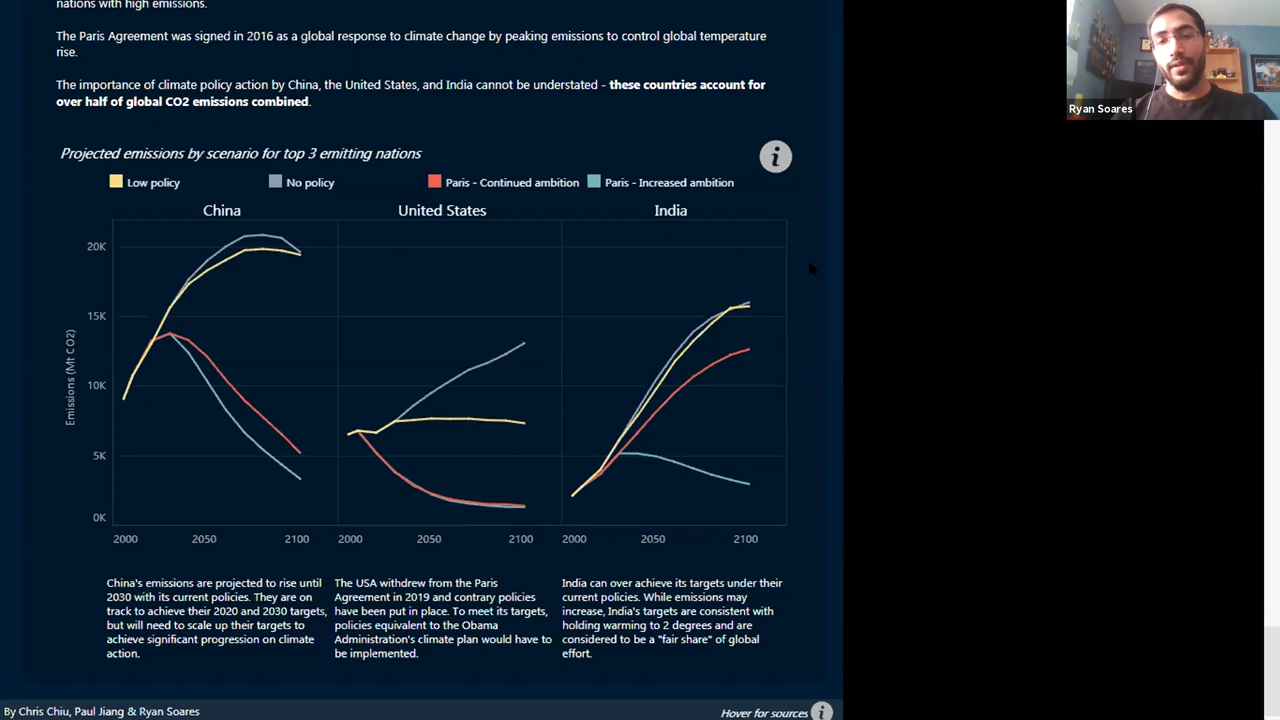 nations with high emissions.
The Paris Agreement was signed in 2016 as a global response to climate change by peaking emissions to control global temperature
rise.
The importance of climate policy action by China, the United States, and India cannot be understated - these countries account for
over half of global CO2 emissions combined.
Projected emissions by scenario for top 3 emitting nations
i
Low policy
No policy
Paris - Continued ambition
Paris - Increased ambition
China
United States
India
Emissions (Mt CO2)
20K
15K
10K
5K
0K
2000 2050 2100
2000 2050 2100
2000 2050 2100
China's emissions are projected to rise until
2030 with its current policies. They are on
track to achieve their 2020 and 2030 targets,
but will need to scale up their targets to
achieve significant progression on climate
action.
The USA withdrew from the Paris
Agreement in 2019 and contrary policies
have been put in place. To meet its targets,
policies equivalent to the Obama
Administration's climate plan would have to
be implemented.
India can over achieve its targets under their
current policies. While emissions may
increase, India's targets are consistent with
holding warming to 2 degrees and are
considered to be a "fair share" of global
effort.
By Chris Chiu, Paul Jiang & Ryan Soares
Hover for sources
i
Ryan Soares